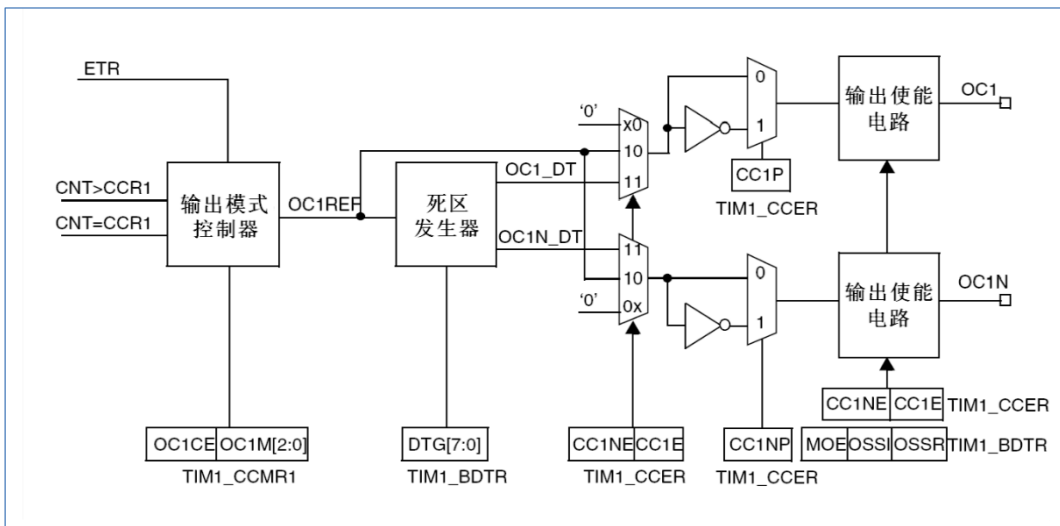 ETR
CNT>CCR1
CNT=CCR1
输出模式
控制器
OC1REF
死区
发生器
OC1_DT
OC1N_DT
'0'
x0
10
11
11
10
'0'
0x
0
1
CC1P
TIM1_CCER
0
1
输出使能
电路
OC1
输出使能
电路
OC1N
OC1CE OC1M[2:0]
TIM1_CCMR1
DTG[7:0]
TIM1_BDTR
CC1NE CC1E
TIM1_CCER
CC1NP
TIM1_CCER
CC1NE CC1E TIM1_CCER
MOE OSSI OSSR TIM1_BDTR